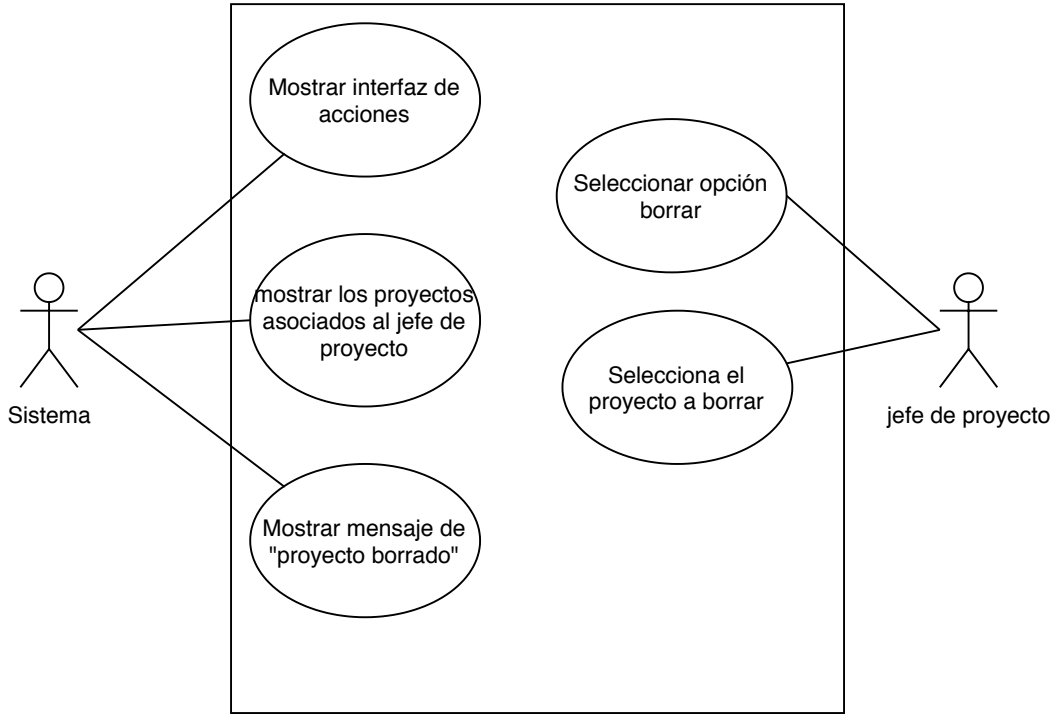 Mostrar interfaz de
acciones
Seleccionar opción
borrar
mostrar los proyectos
asociados al jefe de
proyecto
Selecciona el
proyecto a borrar
Sistema
jefe de proyecto
Mostrar mensaje de
"proyecto borrado"